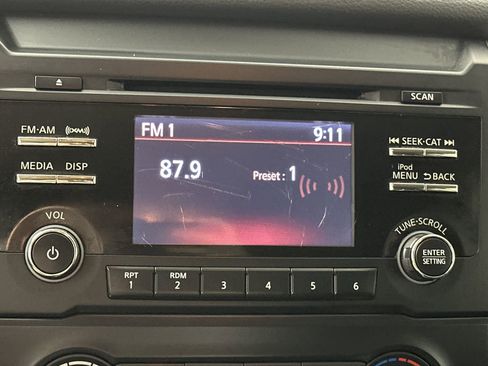 SCAN
FM·AM (((XM)))
MEDIA DISP
FM 1 9:11
87.9 Preset : 1
SEEK·CAT
iPod
MENU BACK
VOL
TUNE·SCROLL
ENTER
SETTING
RPT
1
RDM
2
3
4
5
6